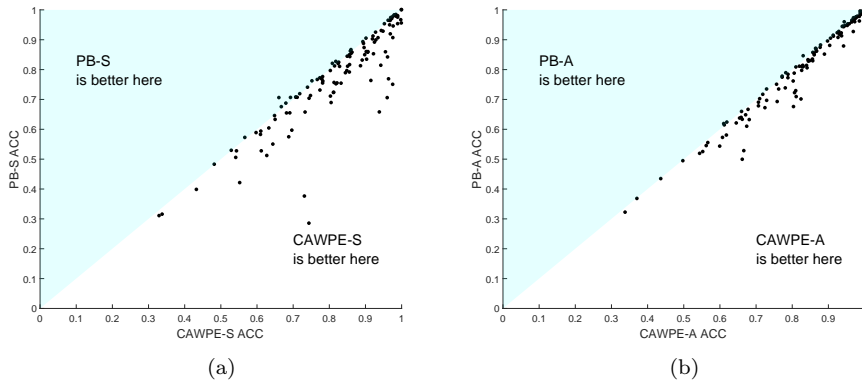 1
0.9
0.8
0.7
0.6
0.5
0.4
0.3
0.2
0.1
0
PB-S ACC
PB-S
is better here
CAWPE-S
is better here
0 0.1 0.2 0.3 0.4 0.5 0.6 0.7 0.8 0.9 1
CAWPE-S ACC
(a)
1
0.9
0.8
0.7
0.6
0.5
0.4
0.3
0.2
0.1
0
PB-A ACC
PB-A
is better here
CAWPE-A
is better here
0 0.1 0.2 0.3 0.4 0.5 0.6 0.7 0.8 0.9
CAWPE-A ACC
(b)